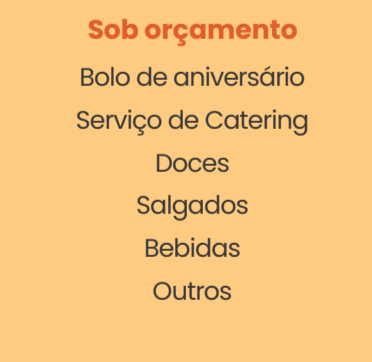 Sob orçamento
Bolo de aniversário
Serviço de Catering
Doces
Salgados
Bebidas
Outros